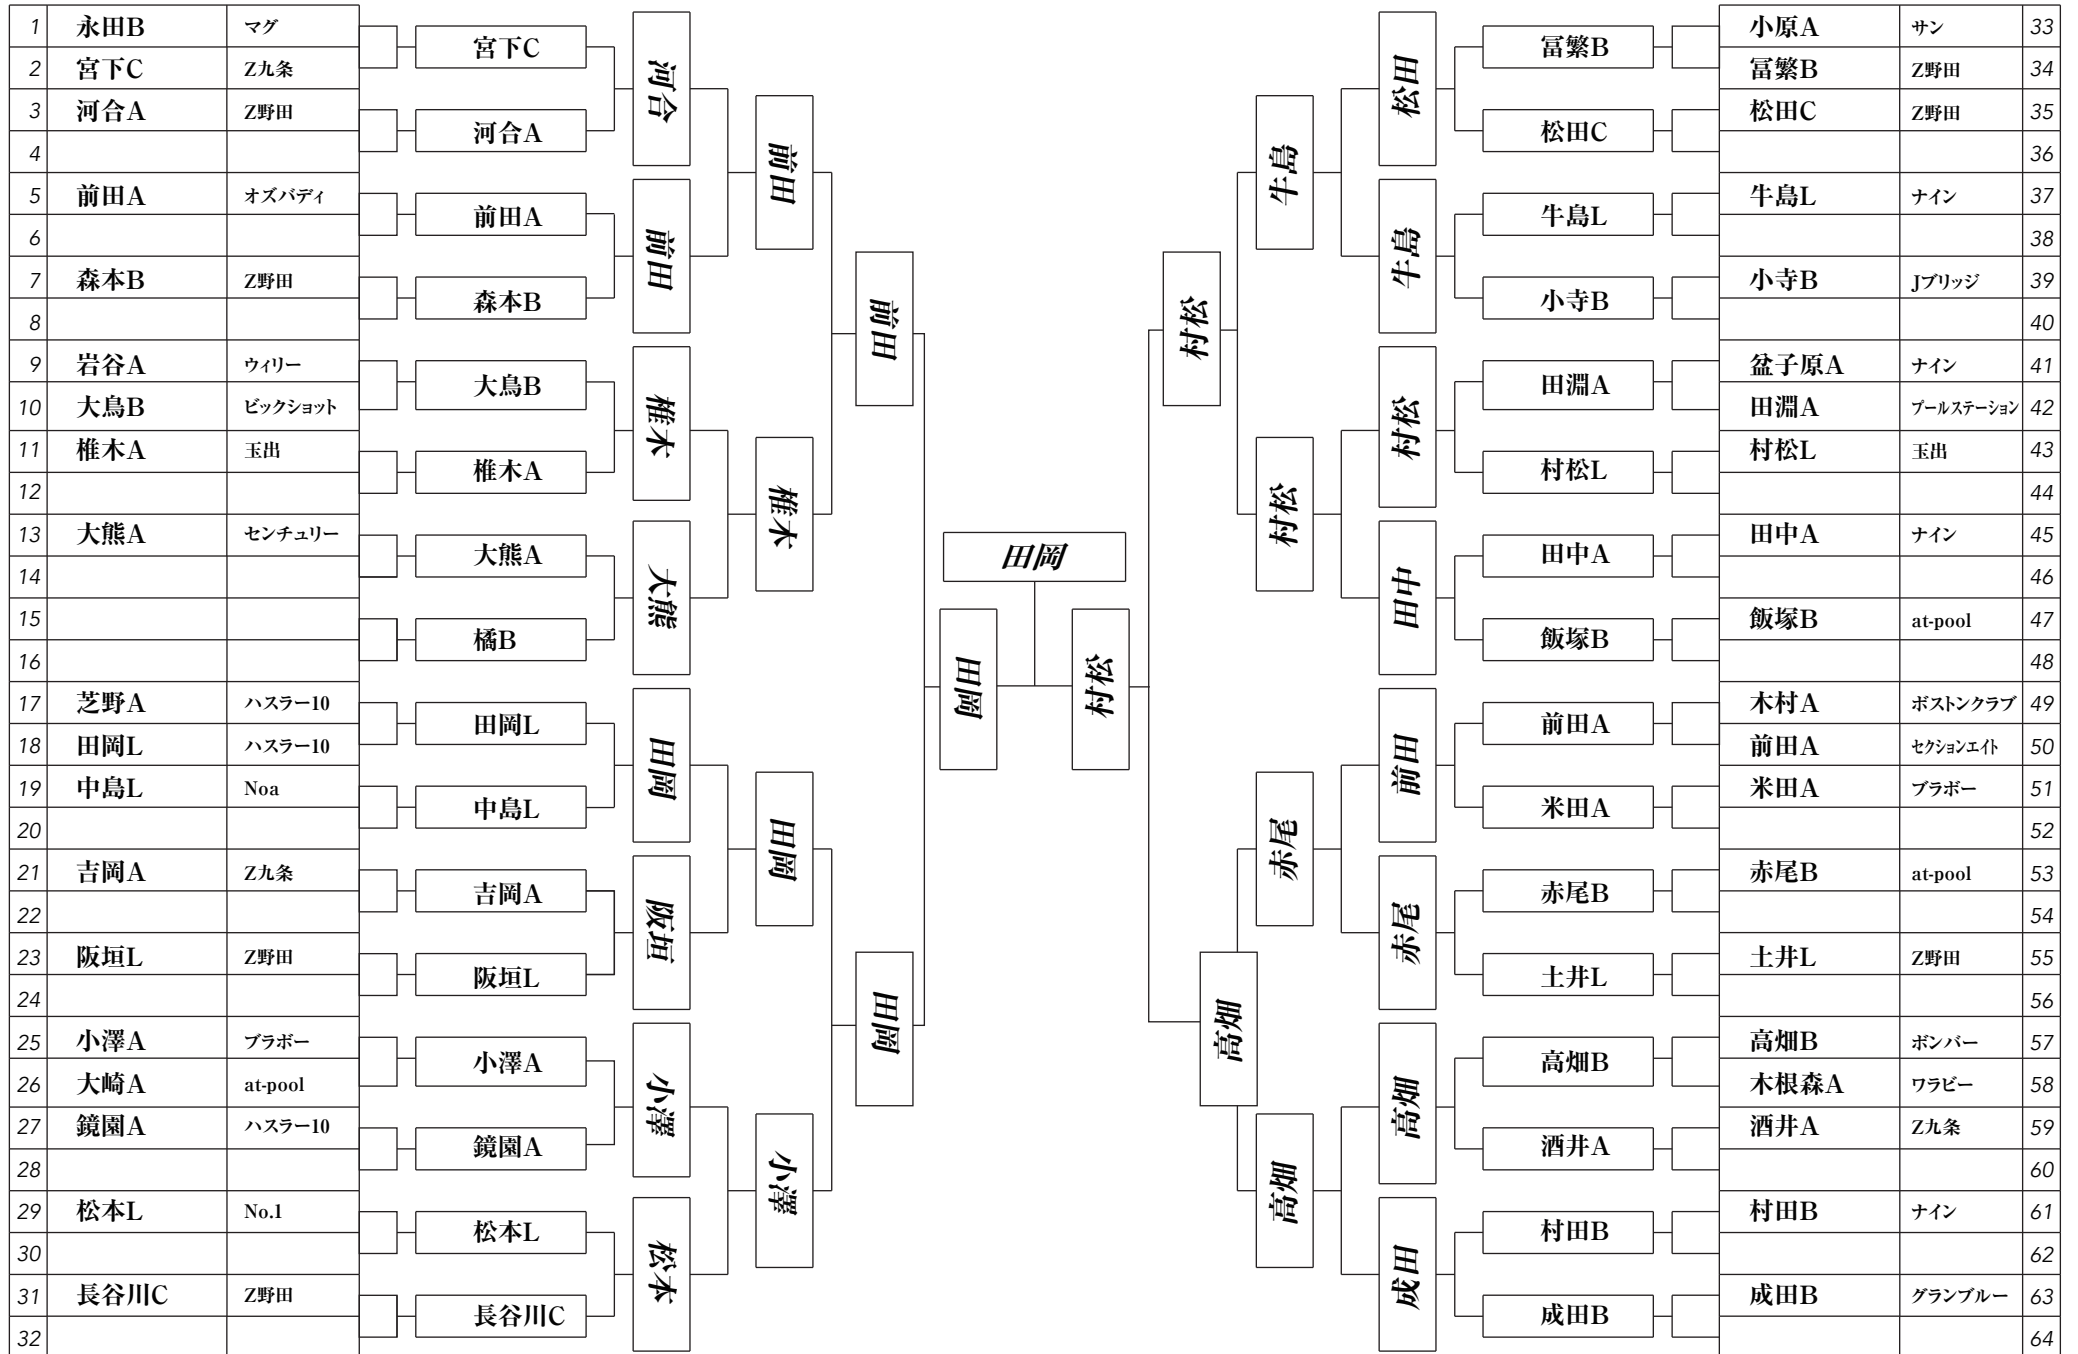 1 永田B マグ
2 宮下C Z九条
3 河合A Z野田
4
5 前田A オズバディ
6
7 森本B Z野田
8
9 岩谷A ウィリー
10 大鳥B ビックショット
11 椎木A 玉出
12
13 大熊A センチュリー
14
15
16
17 芝野A ハスラー10
18 田岡L ハスラー10
19 中島L Noa
20
21 吉岡A Z九条
22
23 阪垣L Z野田
24
25 小澤A ブラボー
26 大崎A at-pool
27 鏡園A ハスラー10
28
29 松本L No.1
30
31 長谷川C Z野田
32
宮下C
河合A
前田A
森本B
大鳥B
椎木A
大熊A
橘B
田岡L
中島L
吉岡A
阪垣L
小澤A
鏡園A
松本L
長谷川C
河合
前田
椎木
大熊
田岡
阪垣
小澤
松本
前田
椎木
田岡
小澤
前田
田岡
田岡
田岡
村松
村松
高畑
牛島
村松
赤尾
高畑
松田
牛島
村松
田中
前田
赤尾
高畑
成田
冨繁B
松田C
牛島L
小寺B
田淵A
村松L
田中A
飯塚B
前田A
米田A
赤尾B
土井L
高畑B
酒井A
村田B
成田B
小原A サン 33
冨繁B Z野田 34
松田C Z野田 35
36
牛島L ナイン 37
38
小寺B Jブリッジ 39
40
盆子原A ナイン 41
田淵A プールステーション 42
村松L 玉出 43
44
田中A ナイン 45
46
飯塚B at-pool 47
48
木村A ボストンクラブ 49
前田A セクションエイト 50
米田A ブラボー 51
52
赤尾B at-pool 53
54
土井L Z野田 55
56
高畑B ボンバー 57
木根森A ワラビー 58
酒井A Z九条 59
60
村田B ナイン 61
62
成田B グランブルー 63
64